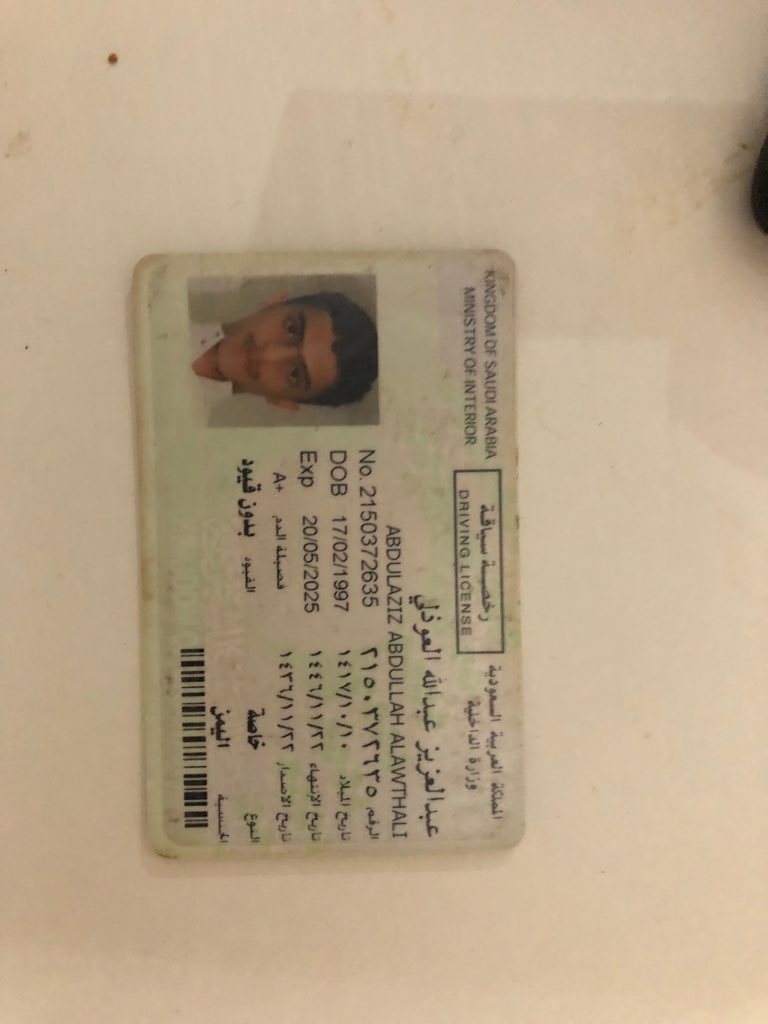 KINGDOM OF SAUDI ARABIA
MINISTRY OF INTERIOR
رخصة سياقة
DRIVING LICENSE
المملكة العربية السعودية
وزارة الداخلية
عبدالعزيز عبدالله العوذلي
ABDULAZIZ ABDULLAH ALAWTHALI
No. 2150372635 الرقم ٢١٥٠٣٧٢٦٣٥
DOB 17/02/1997 تاريخ الميلاد ١٤١٧/١٠/١٠
Exp 20/05/2025 تاريخ الإنتهاء ١٤٤٦/١١/٢٢
A+ فصيلة الدم تاريخ الاصدار ١٤٣٦/١١/٢٢
النوع خاصة القيود بدون قيود
الجنسية اليمن